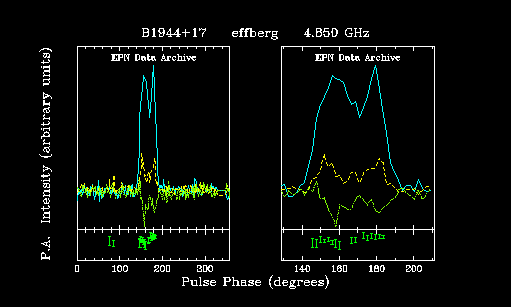 B1944+17 effberg 4.850 GHz
EPN Data Archive EPN Data Archive
P.A. Intensity (arbitrary units)
0 100 200 300 140 160 180 200
Pulse Phase (degrees)